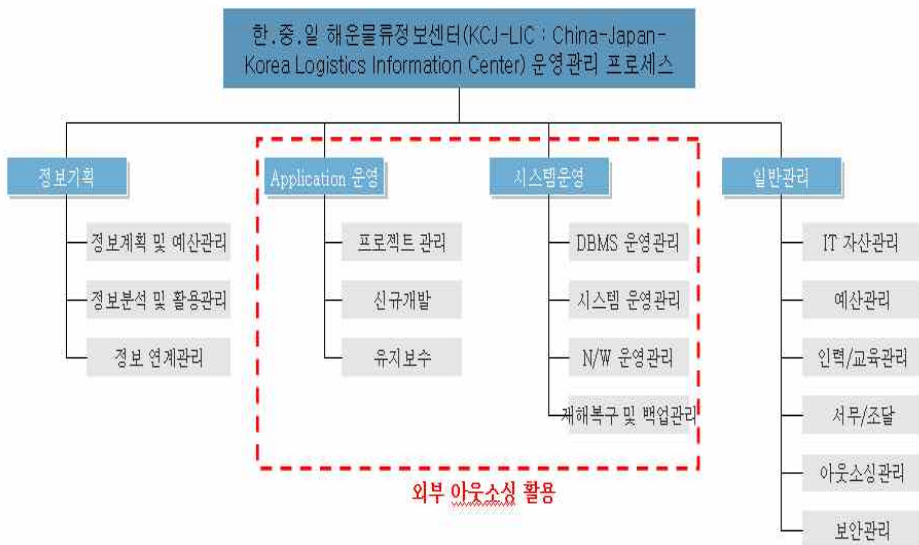 한.중.일 해운물류정보센터(KCJ-LIC : China-Japan-
Korea Logistics Information Center) 운영관리 프로세스
정보기획
정보계획 및 예산관리
정보분석 및 활용관리
정보 연계관리
Application 운영
프로젝트 관리
신규개발
유지보수
시스템운영
DBMS 운영관리
시스템 운영관리
N/W 운영관리
재해복구 및 백업관리
일반관리
IT 자산관리
예산관리
인력/교육관리
서무/조달
아웃소싱관리
보안관리
외부 아웃소싱 활용